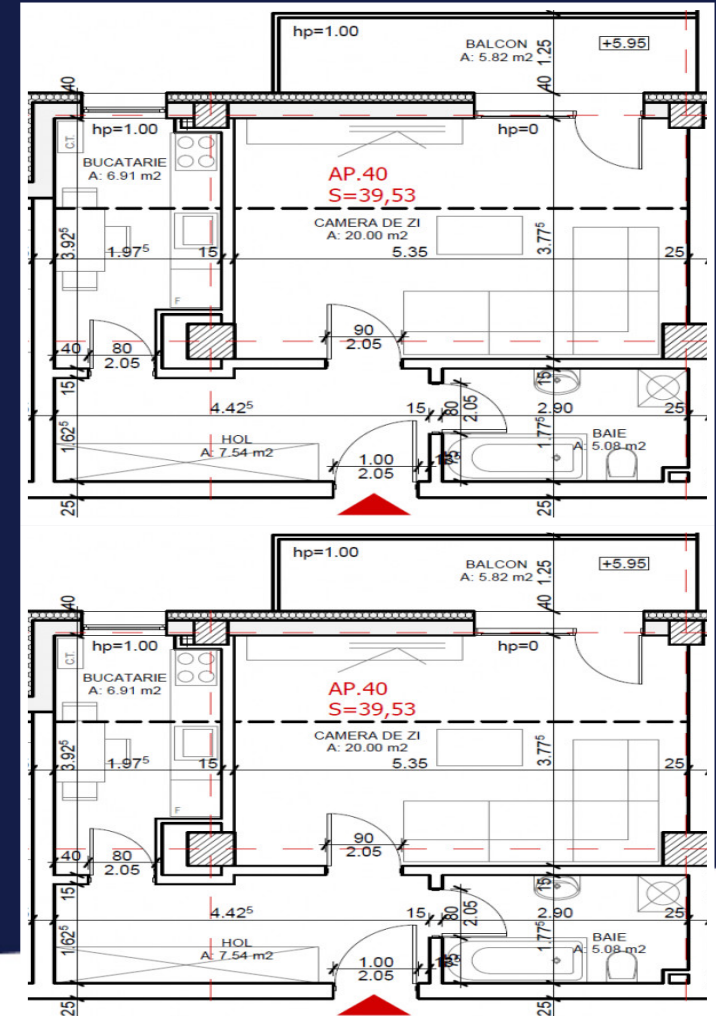 hp=1.00
BALCON
A: 5.82 m2
1.25
+5.95
40
40
hp=1.00
hp=0
C.T.
BUCATARIE
A: 6.91 m2
AP.40
S=39,53
CAMERA DE ZI
A: 20.00 m2
3.92⁵
1.97⁵
15
5.35
3.77⁵
25
F
90
2.05
40
80
2.05
15
15
4.42⁵
15
80
2.05
2.90
25
1.62⁵
HOL
A: 7.54 m2
1.77⁵
BAIE
A: 5.08 m2
1.00
2.05
25
25
hp=1.00
BALCON
A: 5.82 m2
1.25
+5.95
40
40
hp=1.00
hp=0
C.T.
BUCATARIE
A: 6.91 m2
AP.40
S=39,53
CAMERA DE ZI
A: 20.00 m2
3.92⁵
1.97⁵
15
5.35
3.77⁵
25
F
90
2.05
40
80
2.05
15
15
4.42⁵
15
80
2.05
2.90
25
1.62⁵
HOL
A: 7.54 m2
1.77⁵
BAIE
A: 5.08 m2
1.00
2.05
25
25